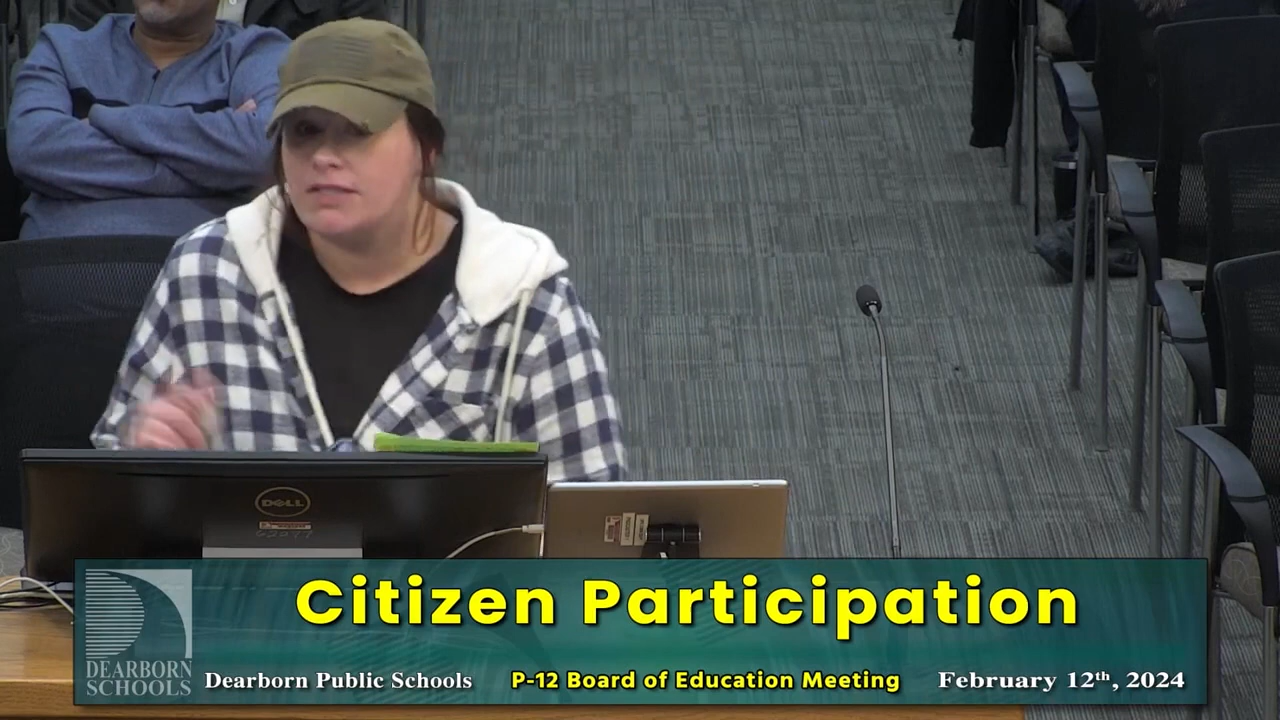 DELL
Citizen Participation
DEARBORN
SCHOOLS
Dearborn Public Schools P-12 Board of Education Meeting February 12th, 2024